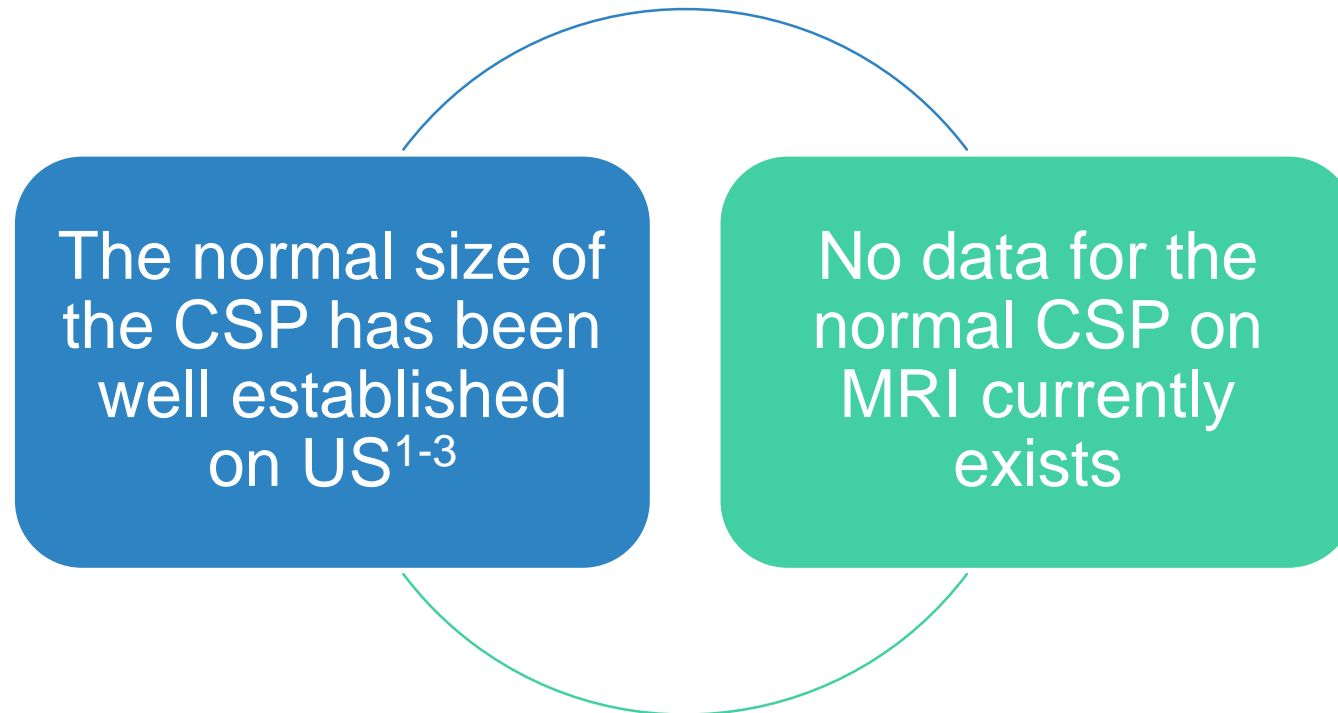 The normal size of
the CSP has been
well established
on US1-3
No data for the
normal CSP on
MRI currently
exists